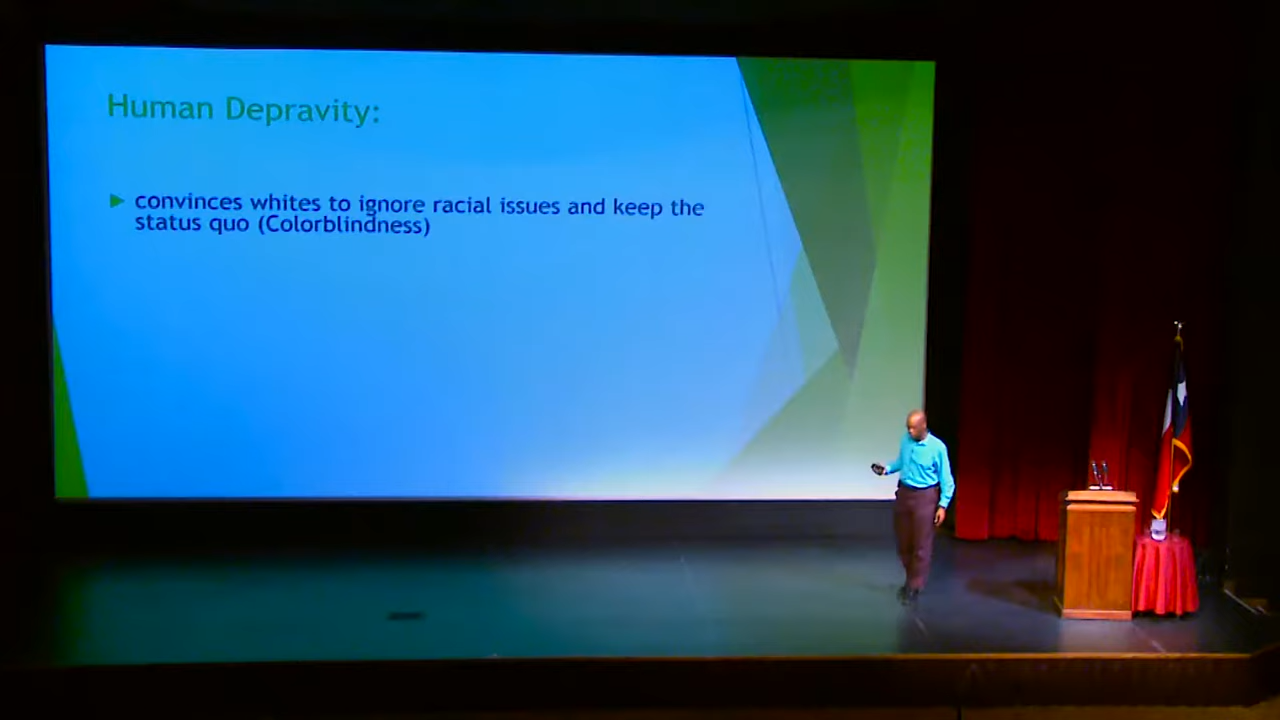 Human Depravity:
convinces whites to ignore racial issues and keep the
status quo (Colorblindness)